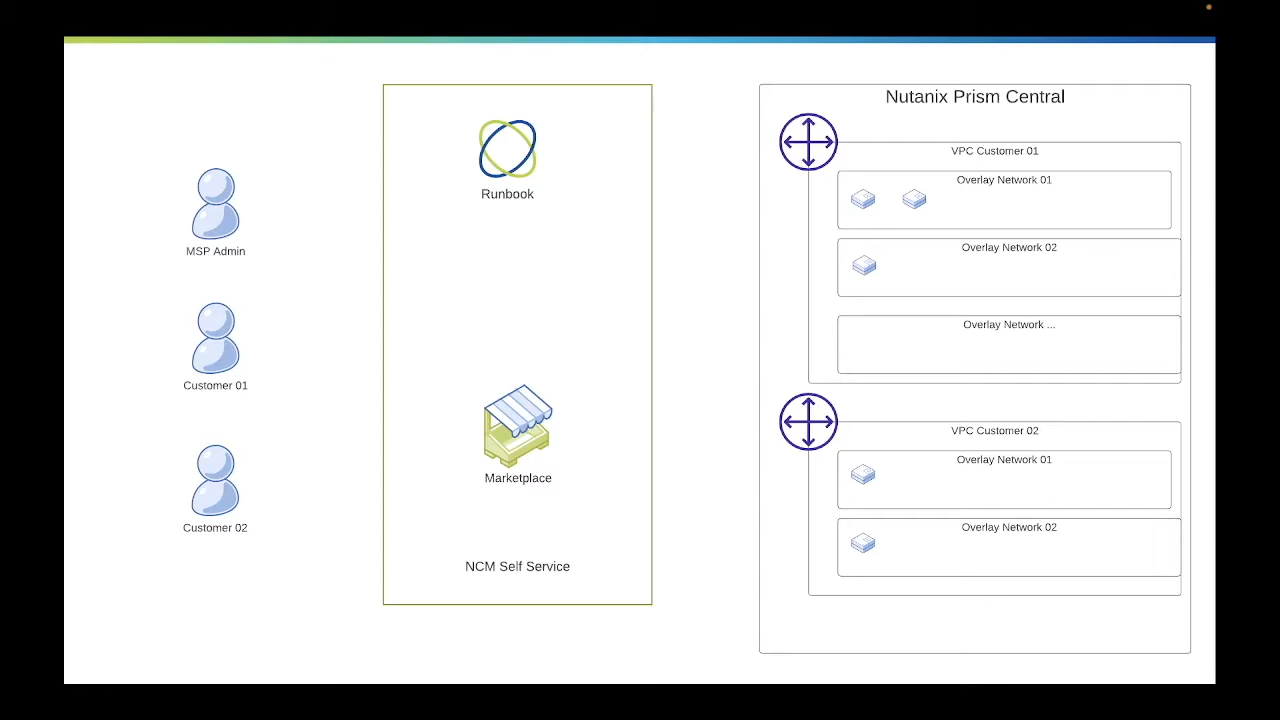 MSP Admin
Customer 01
Customer 02
Runbook
Marketplace
NCM Self Service
Nutanix Prism Central
VPC Customer 01
Overlay Network 01
Overlay Network 02
Overlay Network ...
VPC Customer 02
Overlay Network 01
Overlay Network 02